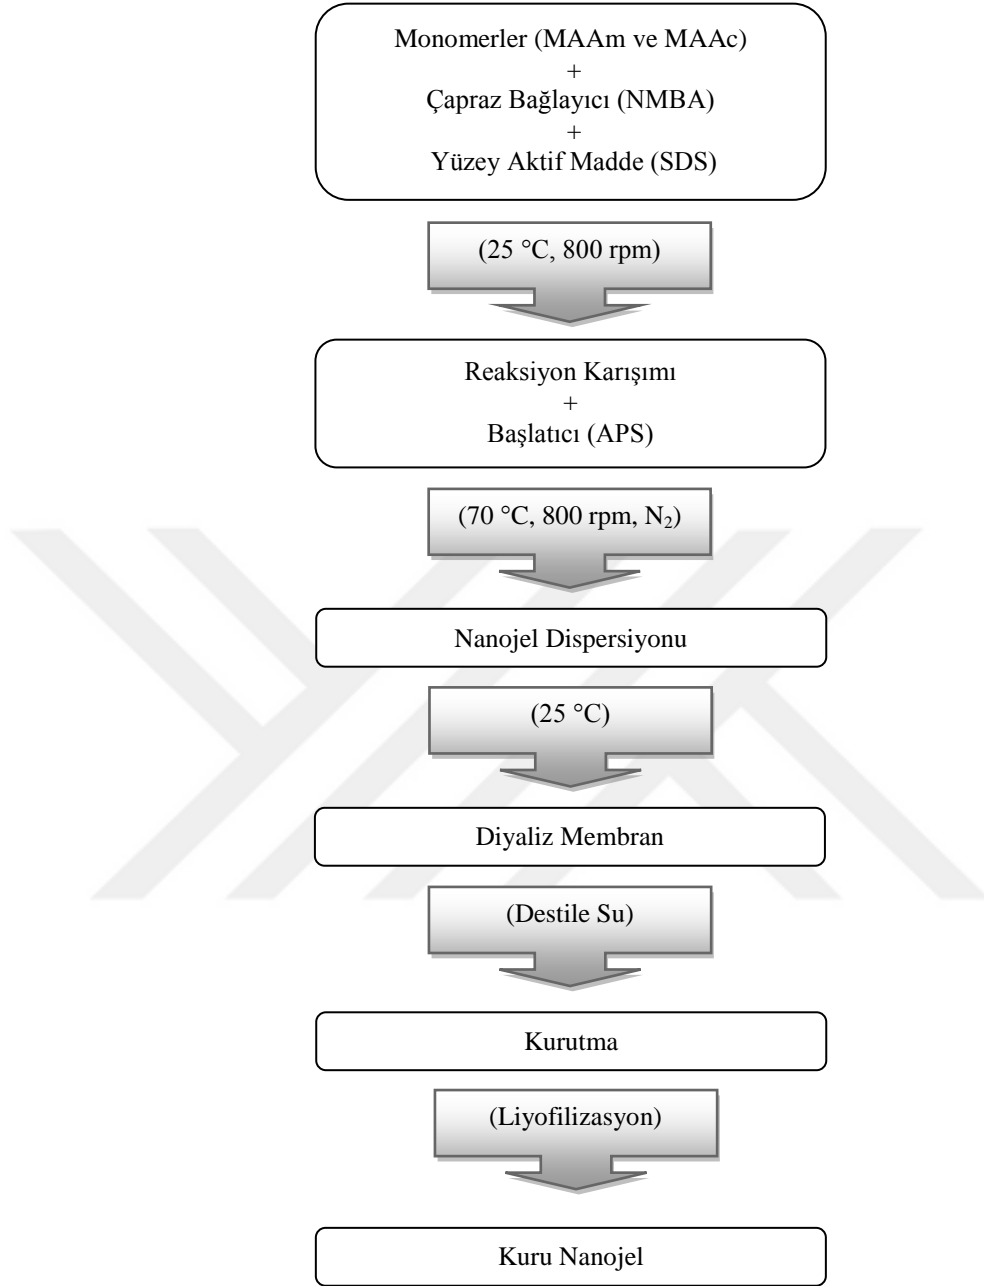 Monomerler (MAAm ve MAAc)
+
Çapraz Bağlayıcı (NMBA)
+
Yüzey Aktif Madde (SDS)
(25 °C, 800 rpm)
Reaksiyon Karışımı
+
Başlatıcı (APS)
(70 °C, 800 rpm, N₂)
Nanojel Dispersiyonu
(25 °C)
Diyaliz Membran
(Destile Su)
Kurutma
(Liyofilizasyon)
Kuru Nanojel